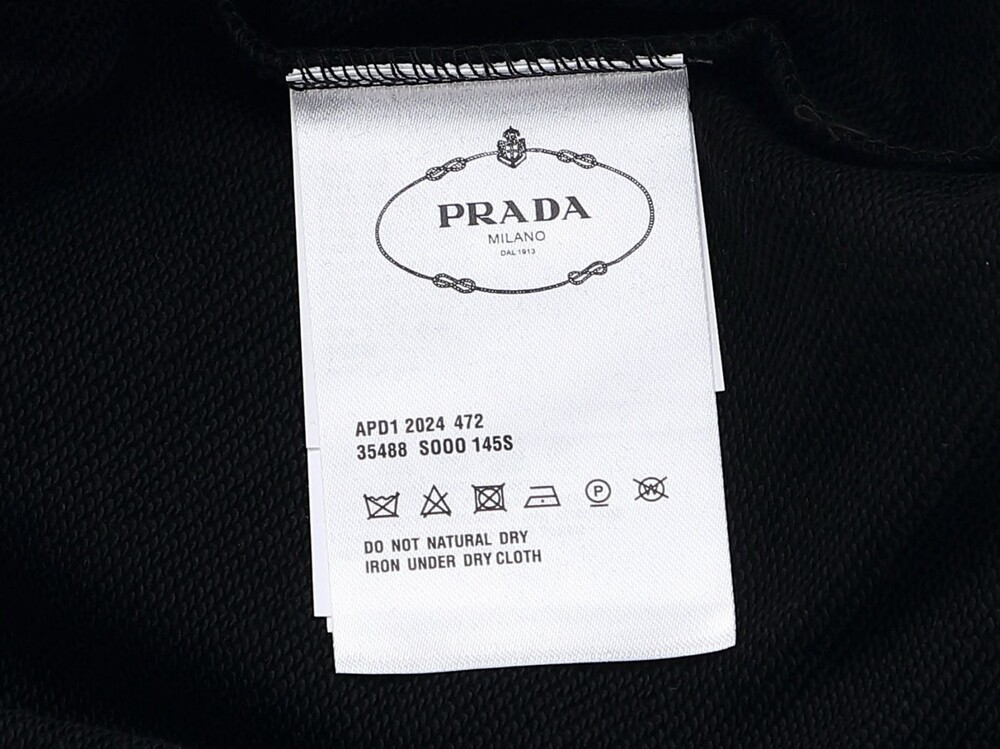 PRADA
MILANO
DAL 1913
APD1 2024 472
35488 S000 145S
P
W
DO NOT NATURAL DRY
IRON UNDER DRY CLOTH